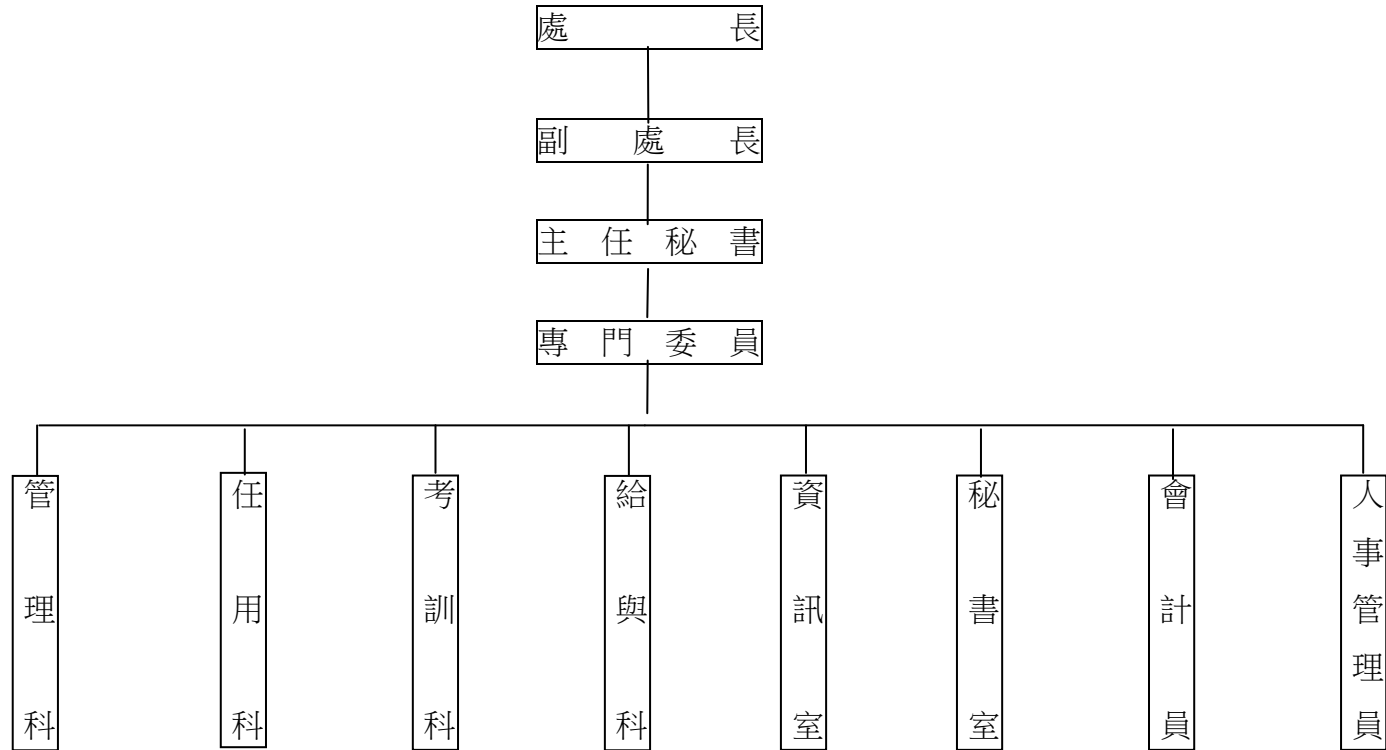 處長
副處長
主任秘書
專門委員
管理科
任用科
考訓科
給與科
資訊室
秘書室
會計員
人事管理員